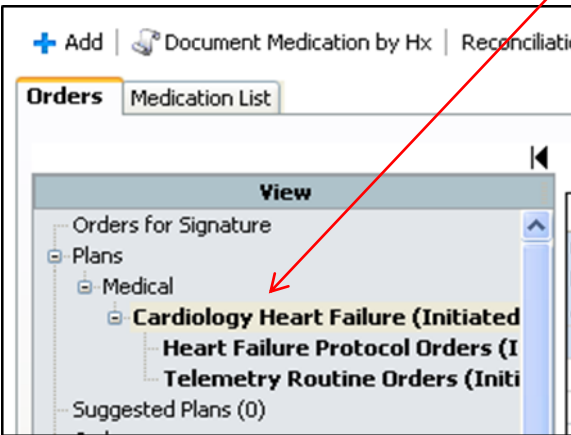 Add | Document Medication by Hx | Reconciliatio
Orders Medication List
View
Orders for Signature
Plans
Medical
Cardiology Heart Failure (Initiated
Heart Failure Protocol Orders (I
Telemetry Routine Orders (Initi
Suggested Plans (0)